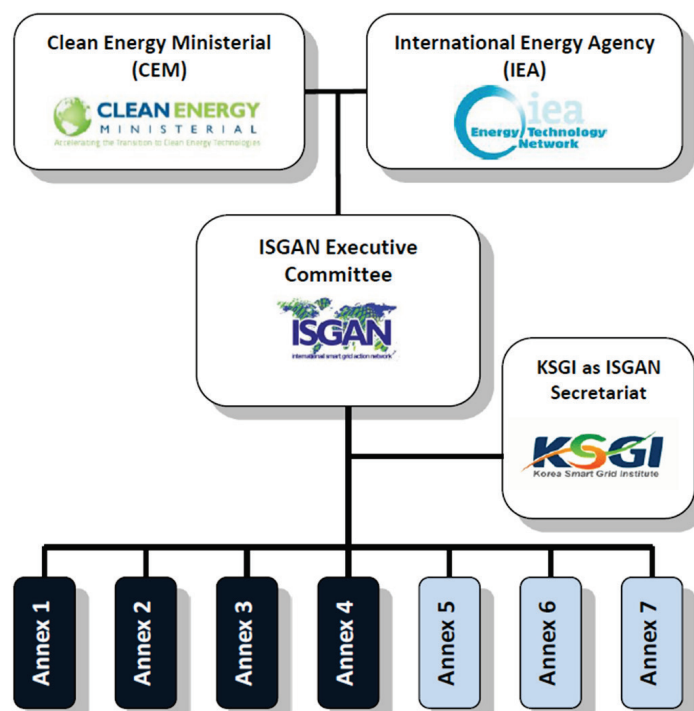 Clean Energy Ministerial
(CEM)
CLEAN ENERGY
MINISTERIAL
Accelerating the Transition to Clean Energy Technologies
International Energy Agency
(IEA)
iea
Energy Technology
Network
ISGAN Executive
Committee
ISGAN
international smart grid action network
KSGI as ISGAN
Secretariat
KSGI
Korea Smart Grid Institute
Annex 1
Annex 2
Annex 3
Annex 4
Annex 5
Annex 6
Annex 7